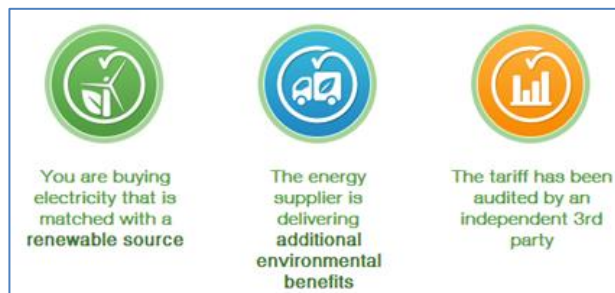 You are buying
electricity that is
matched with a
renewable source
The energy
supplier is
delivering
additional
environmental
benefits
The tariff has been
audited by an
independent 3rd
party